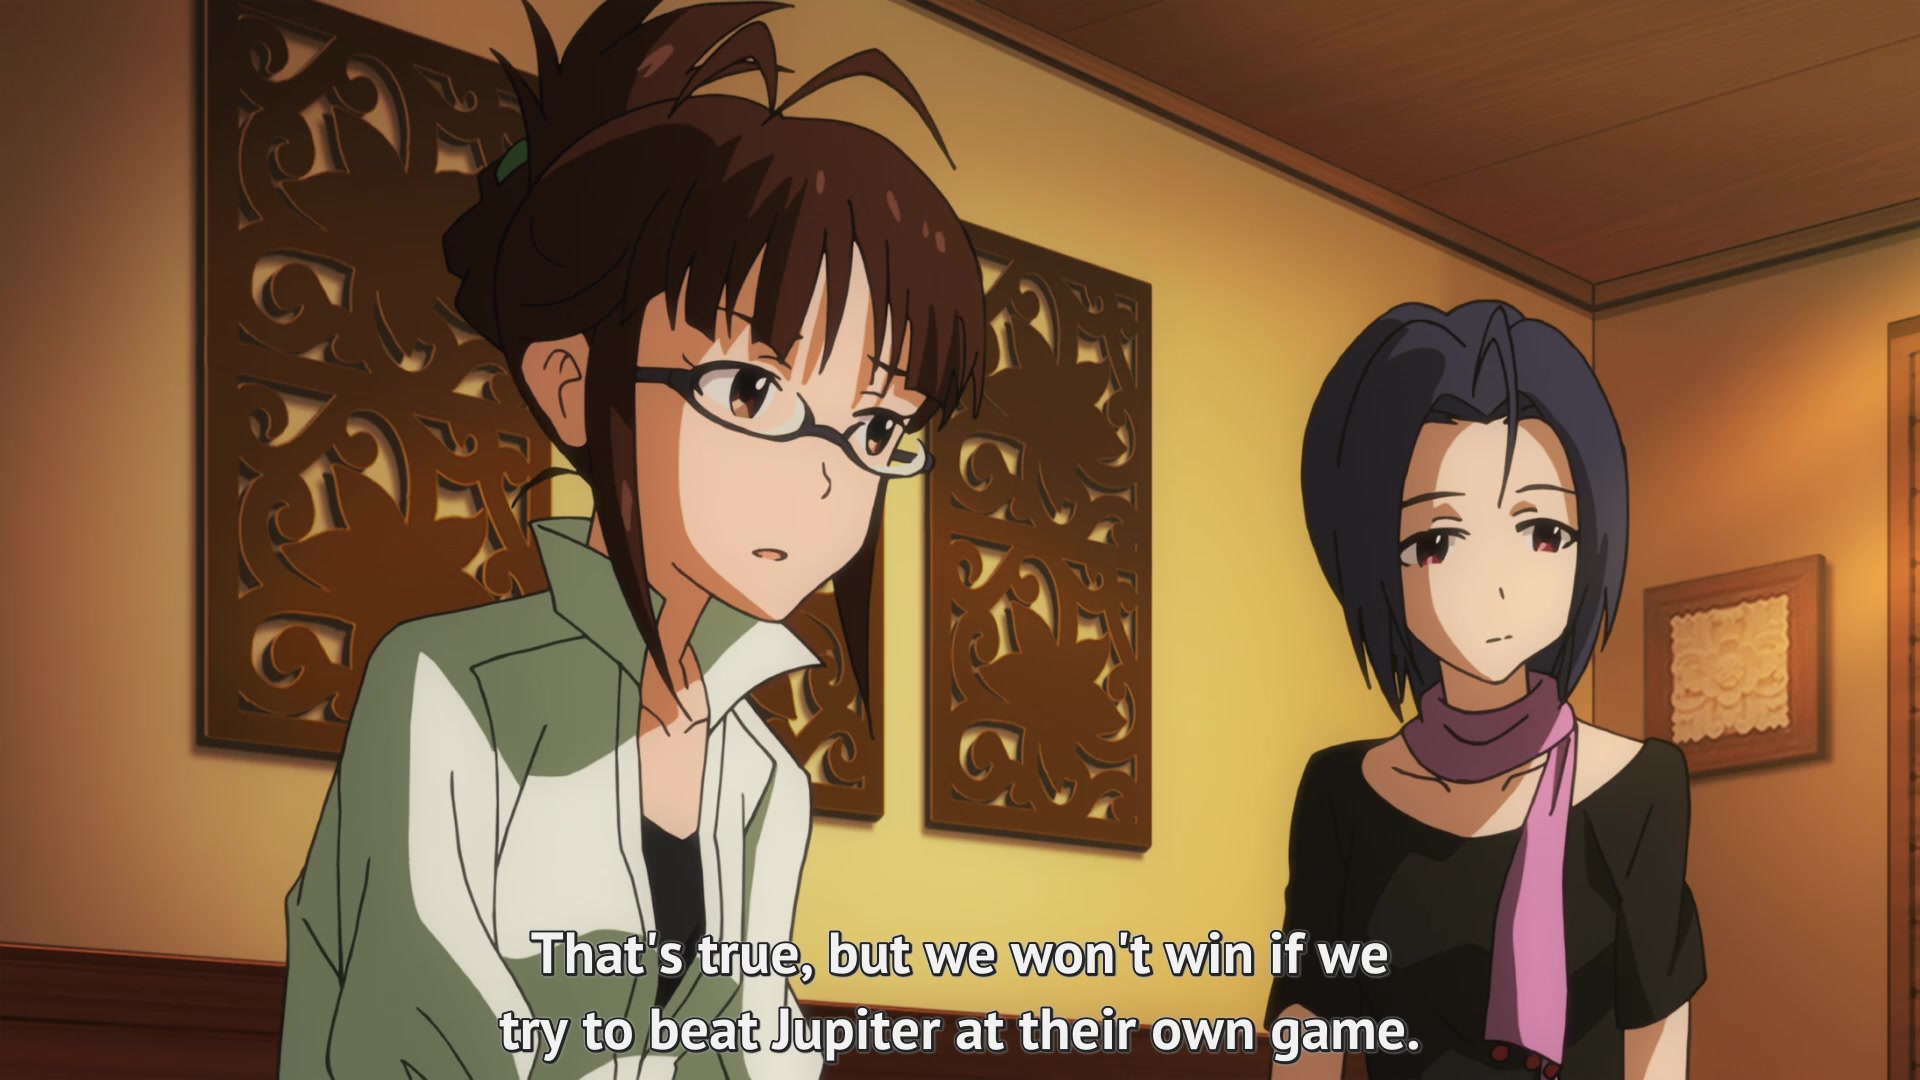 That's true, but we won't win if we
try to beat Jupiter at their own game.